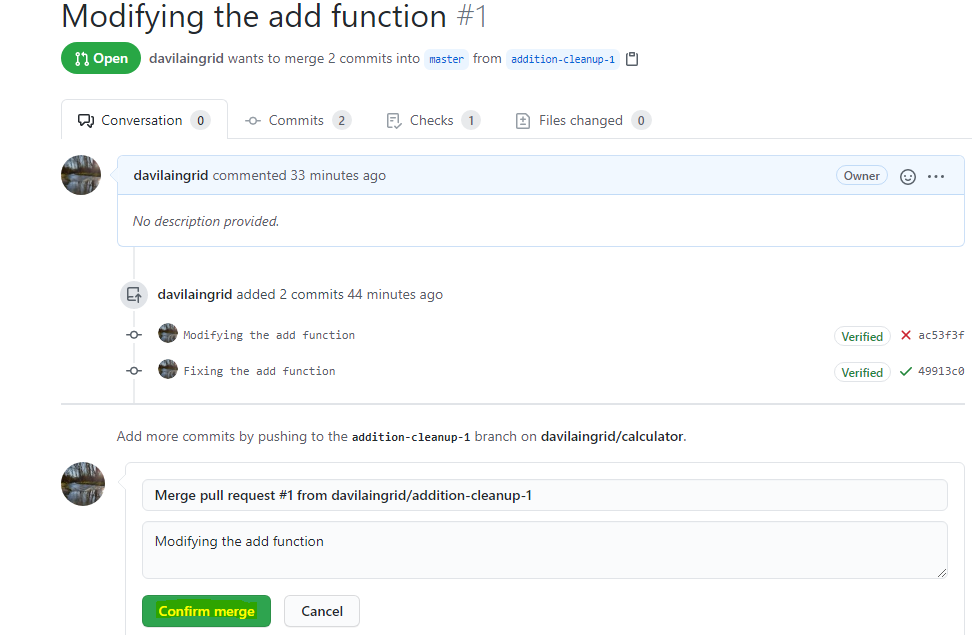 Modifying the add function #1
Open davilaingrid wants to merge 2 commits into master from addition-cleanup-1
Conversation 0 Commits 2 Checks 1 Files changed 0
davilaingrid commented 33 minutes ago Owner
No description provided.
davilaingrid added 2 commits 44 minutes ago
Modifying the add function Verified ac53f3f
Fixing the add function Verified 49913c0
Add more commits by pushing to the addition-cleanup-1 branch on davilaingrid/calculator.
Merge pull request #1 from davilaingrid/addition-cleanup-1
Modifying the add function
Confirm merge Cancel